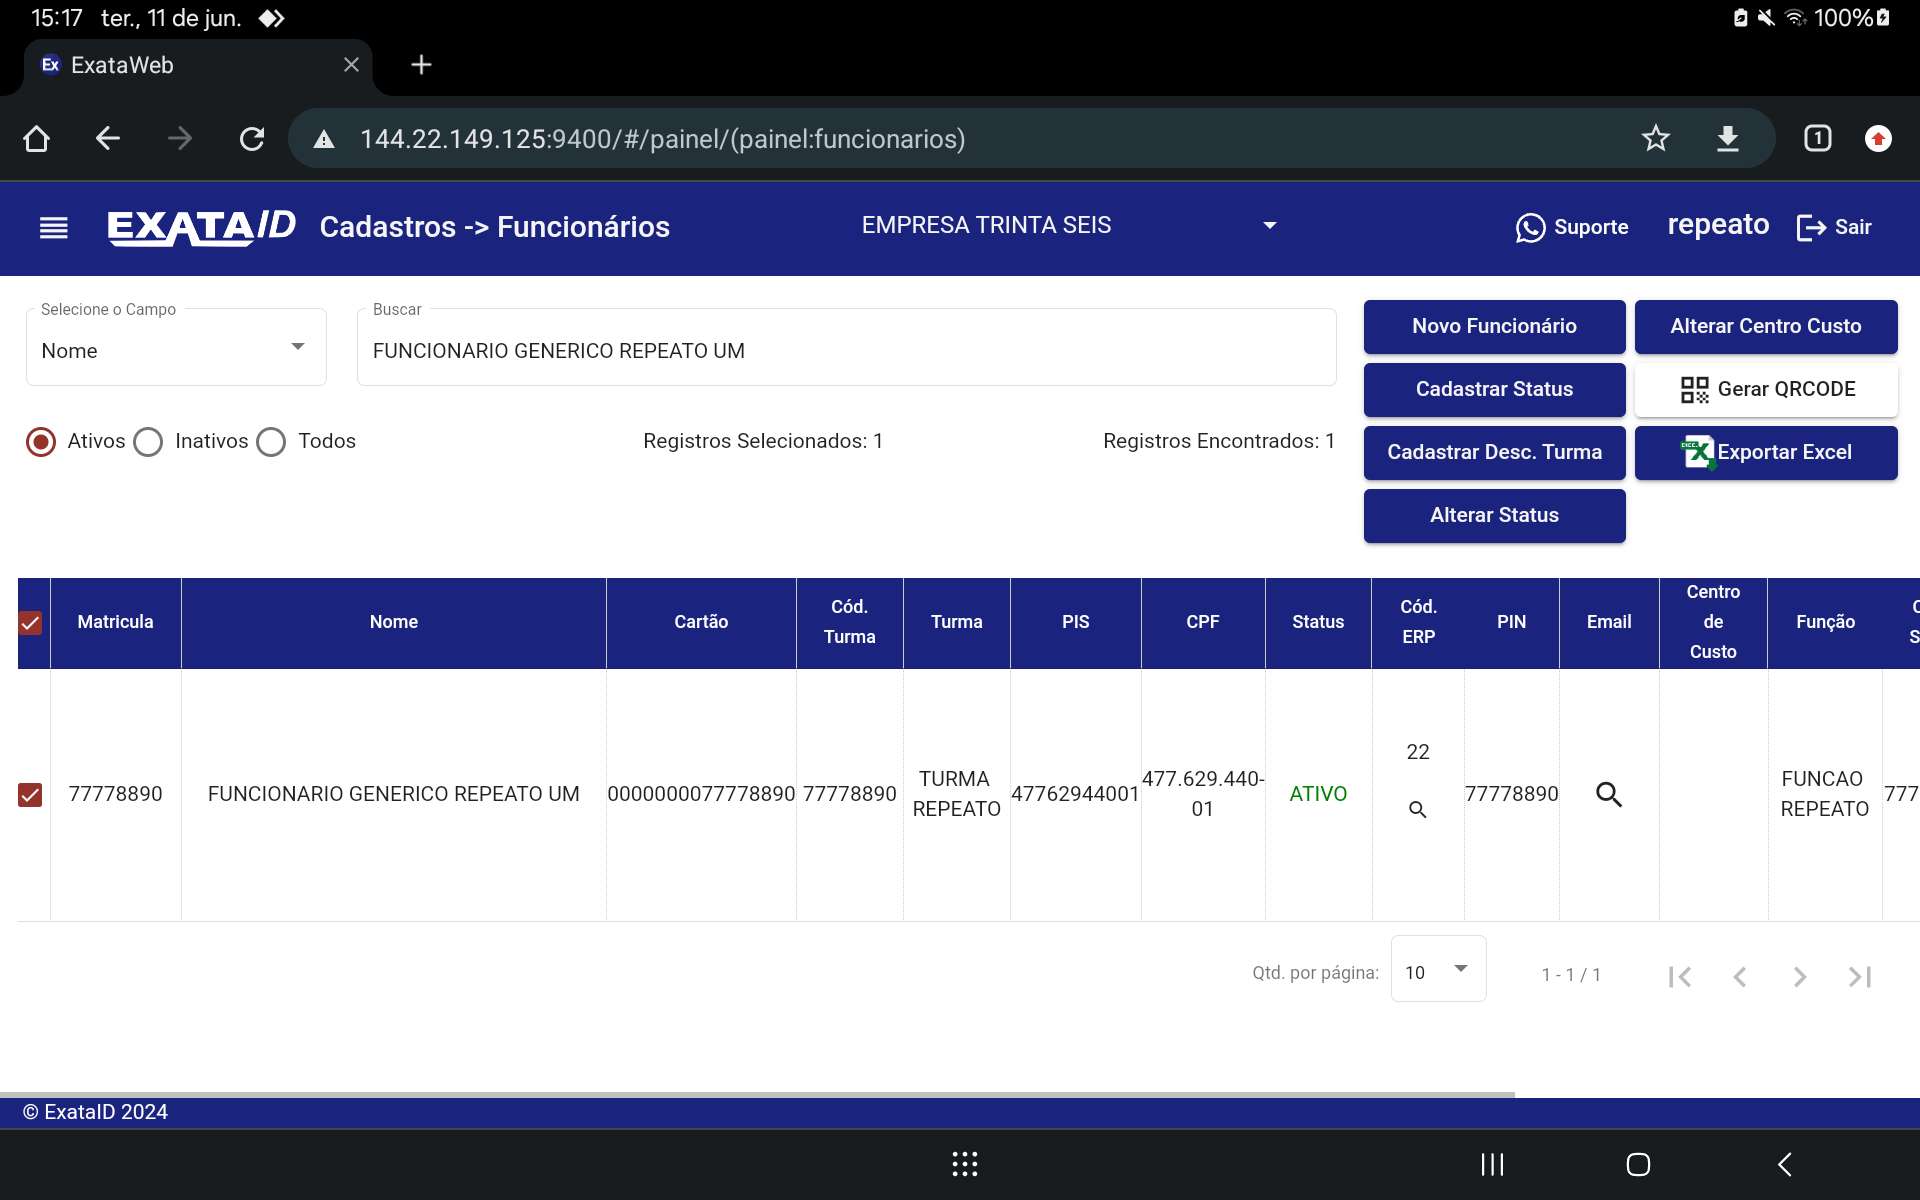 15:17 ter., 11 de jun.
100%
Ex ExataWeb
144.22.149.125:9400/#/painel/(painel:funcionarios)
1
EXATAID Cadastros -> Funcionários
EMPRESA TRINTA SEIS
Suporte
repeato
Sair
Selecione o Campo
Nome
Buscar
FUNCIONARIO GENERICO REPEATO UM
Novo Funcionário
Alterar Centro Custo
Cadastrar Status
Gerar QRCODE
Ativos Inativos Todos
Registros Selecionados: 1
Registros Encontrados: 1
Cadastrar Desc. Turma
Exportar Excel
Alterar Status
Matricula
Nome
Cartão
Cód.
Turma
Turma
PIS
CPF
Status
Cód.
ERP
PIN
Email
Centro
de
Custo
Função
77778890
FUNCIONARIO GENERICO REPEATO UM
0000000077778890
77778890
TURMA
REPEATO
47762944001
477.629.440-
01
ATIVO
22
77778890
FUNCAO
REPEATO
777
Qtd. por página:
10
1 - 1 / 1
© ExataID 2024